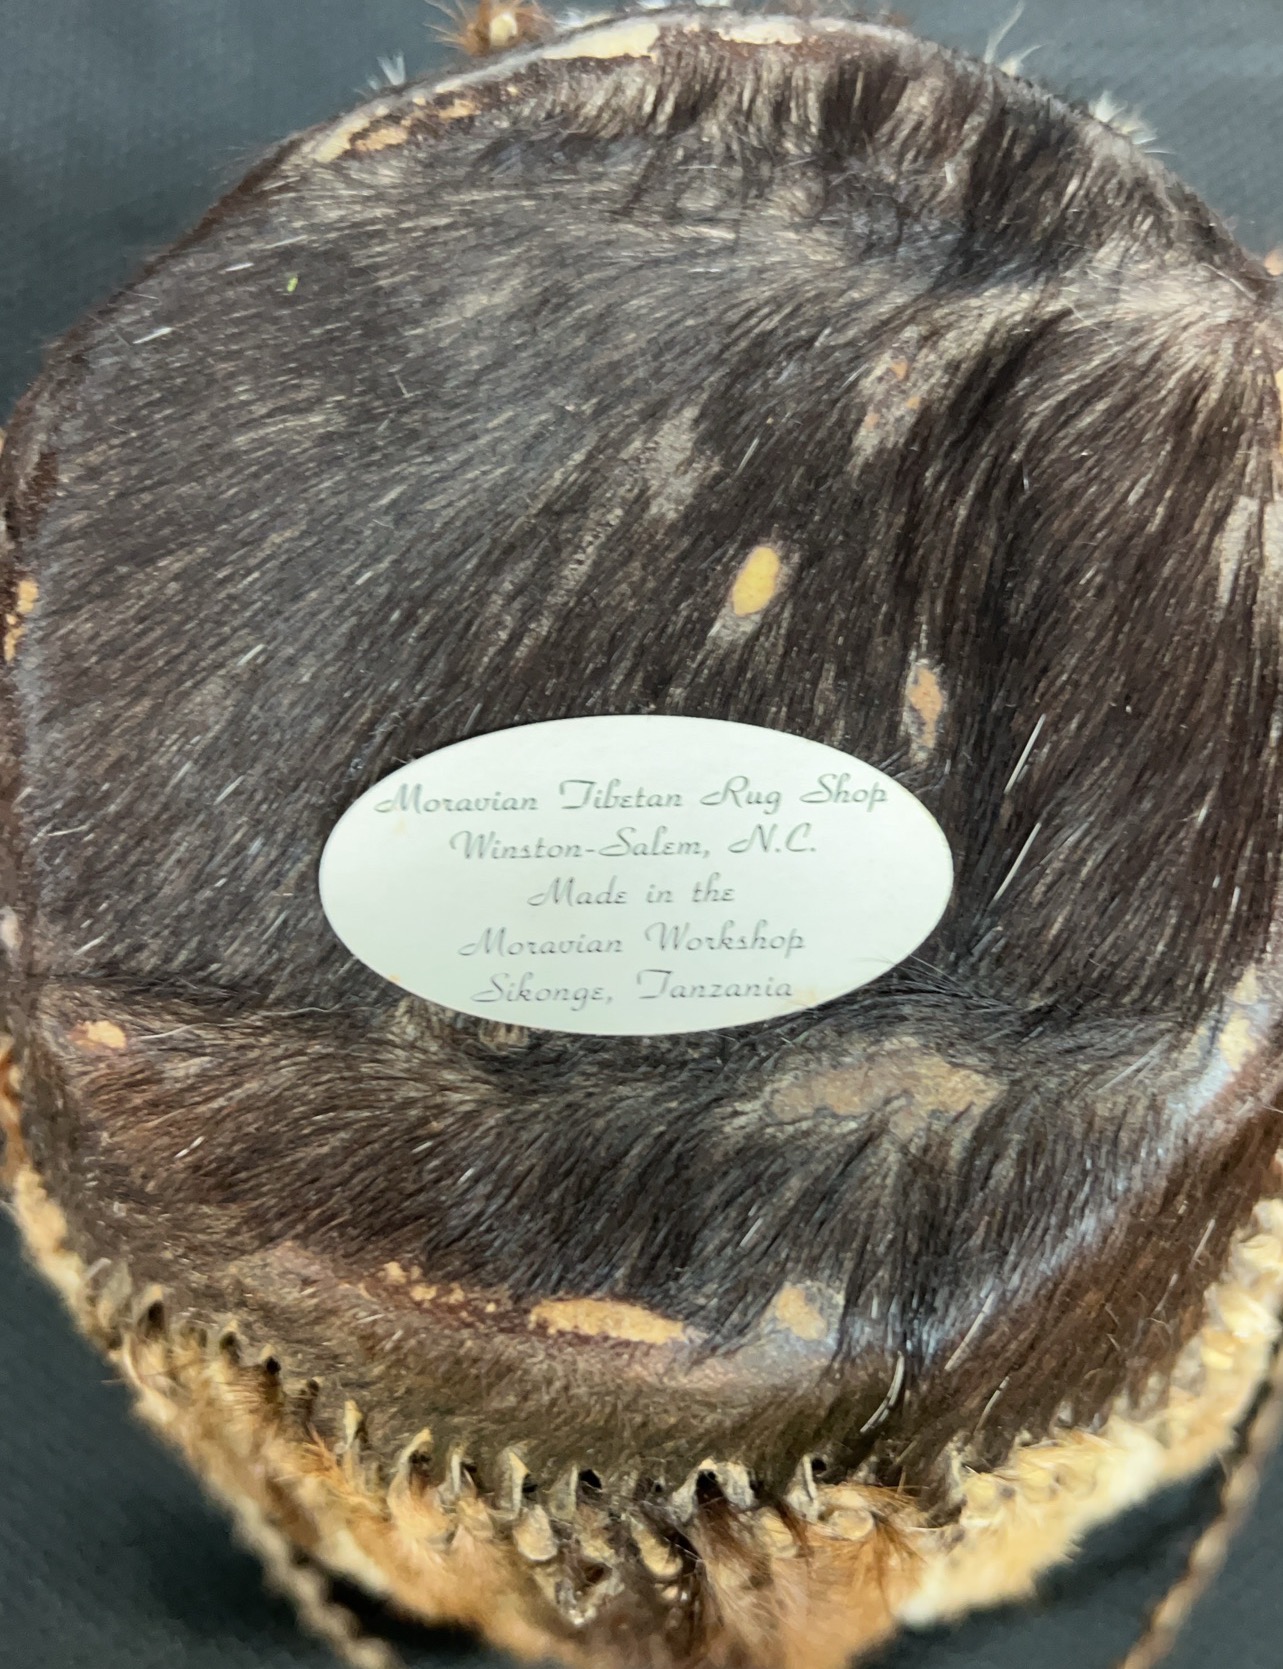 Moravian Tibetan Rug Shop
Winston-Salem, N.C.
Made in the
Moravian Workshop
Sikonge, Tanzania